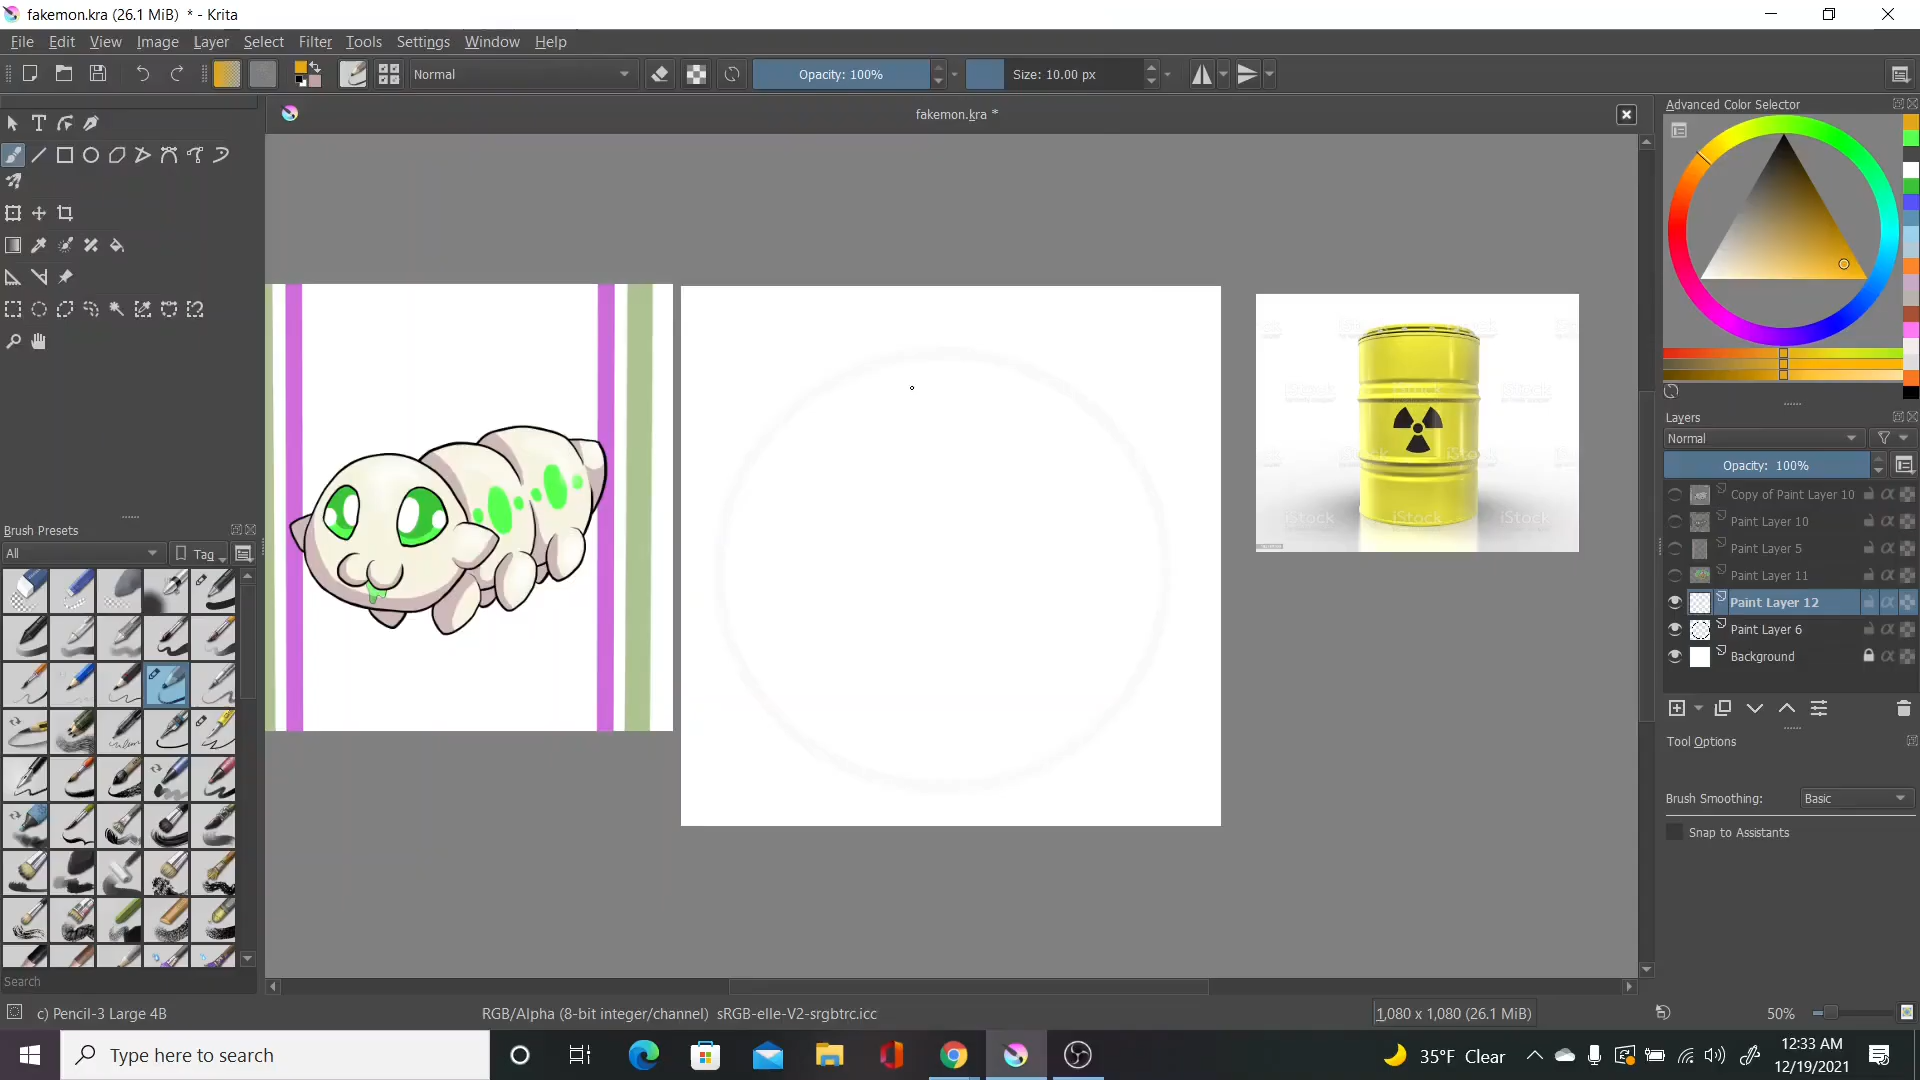 fakemon.kra (26.1 MiB)  * - Krita
File Edit View Image Layer Select Filter Tools Settings Window Help
Normal
Opacity: 100%
Size: 10.00 px
fakemon.kra *
Advanced Color Selector
iStock
iStock
iStock
iStock
Layers
Normal
Opacity:  100%
Copy of Paint Layer 10
Paint Layer 10
Paint Layer 5
Paint Layer 11
Paint Layer 12
Paint Layer 6
Background
Brush Presets
All
Tag
Tool Options
Brush Smoothing:
Basic
Snap to Assistants
Search
c) Pencil-3 Large 4B
RGB/Alpha (8-bit integer/channel)  sRGB-elle-V2-srgbtrc.icc
1,080 x 1,080 (26.1 MiB)
50%
Type here to search
35°F Clear
12:33 AM
12/19/2021